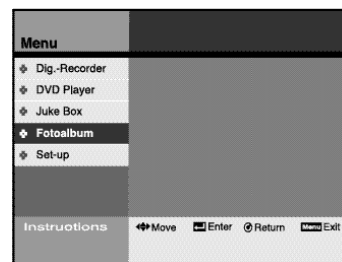 Menu
Dig.-Recorder
DVD Player
Juke Box
Fotoalbum
Set-up
Instructions Move Enter Return Menu Exit